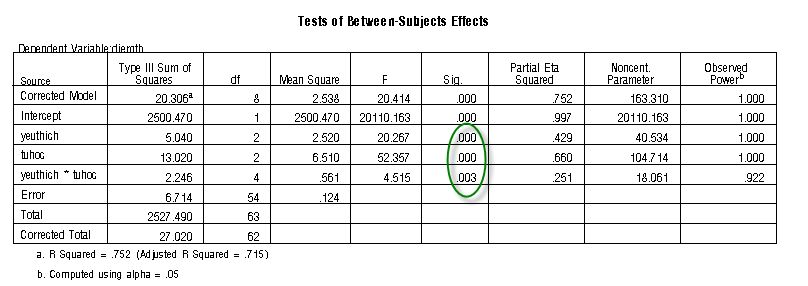 Tests of Between-Subjects Effects
Dependent Variable:diemtb
Source Type III Sum of Squares df Mean Square F Sig. Partial Eta Squared Noncent. Parameter Observed Powerb
Corrected Model 20.306a 8 2.538 20.414 .000 .752 163.310 1.000
Intercept 2500.470 1 2500.470 20110.163 .000 .997 20110.163 1.000
yeuthich 5.040 2 2.520 20.267 .000 .429 40.534 1.000
tuhoc 13.020 2 6.510 52.357 .000 .660 104.714 1.000
yeuthich * tuhoc 2.246 4 .561 4.515 .003 .251 18.061 .922
Error 6.714 54 .124
Total 2527.490 63
Corrected Total 27.020 62
a. R Squared = .752 (Adjusted R Squared = .715)
b. Computed using alpha = .05